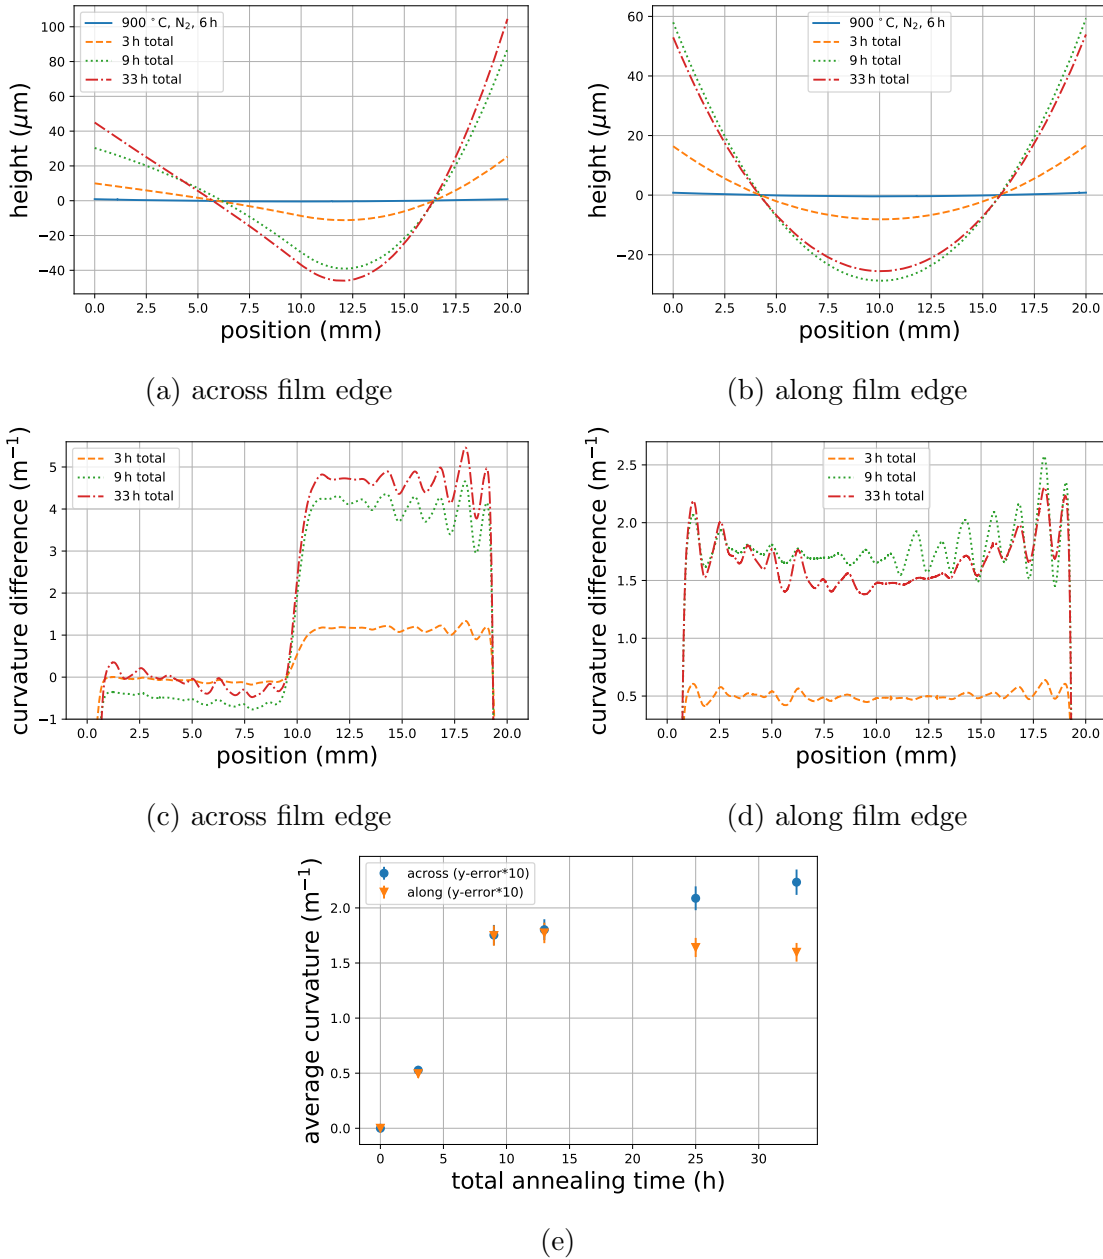 900 °C, N₂, 6 h
3 h total
9 h total
33 h total
height (μm)
100
80
60
40
20
0
−20
−40
0.0 2.5 5.0 7.5 10.0 12.5 15.0 17.5 20.0
position (mm)
(a) across film edge
900 °C, N₂, 6 h
3 h total
9 h total
33 h total
height (μm)
60
40
20
0
−20
0.0 2.5 5.0 7.5 10.0 12.5 15.0 17.5 20.0
position (mm)
(b) along film edge
3 h total
9 h total
33 h total
curvature difference (m⁻¹)
5
4
3
2
1
0
−1
0.0 2.5 5.0 7.5 10.0 12.5 15.0 17.5 20.0
position (mm)
(c) across film edge
3 h total
9 h total
33 h total
curvature difference (m⁻¹)
2.5
2.0
1.5
1.0
0.5
0.0 2.5 5.0 7.5 10.0 12.5 15.0 17.5 20.0
position (mm)
(d) along film edge
across (y-error*10)
along (y-error*10)
average curvature (m⁻¹)
2.0
1.5
1.0
0.5
0.0
0 5 10 15 20 25 30
total annealing time (h)
(e)